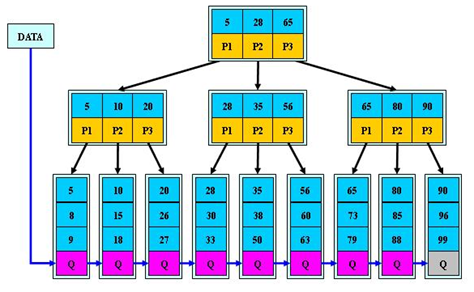 5 28 65
DATA
P1 P2 P3
5 10 20 28 35 56 65 80 90
P1 P2 P3 P1 P2 P3 P1 P2 P3
5 10 20 28 35 56 65 80 90
8 15 26 30 38 60 73 85 96
9 18 27 33 50 63 79 88 99
Q Q Q Q Q Q Q Q Q